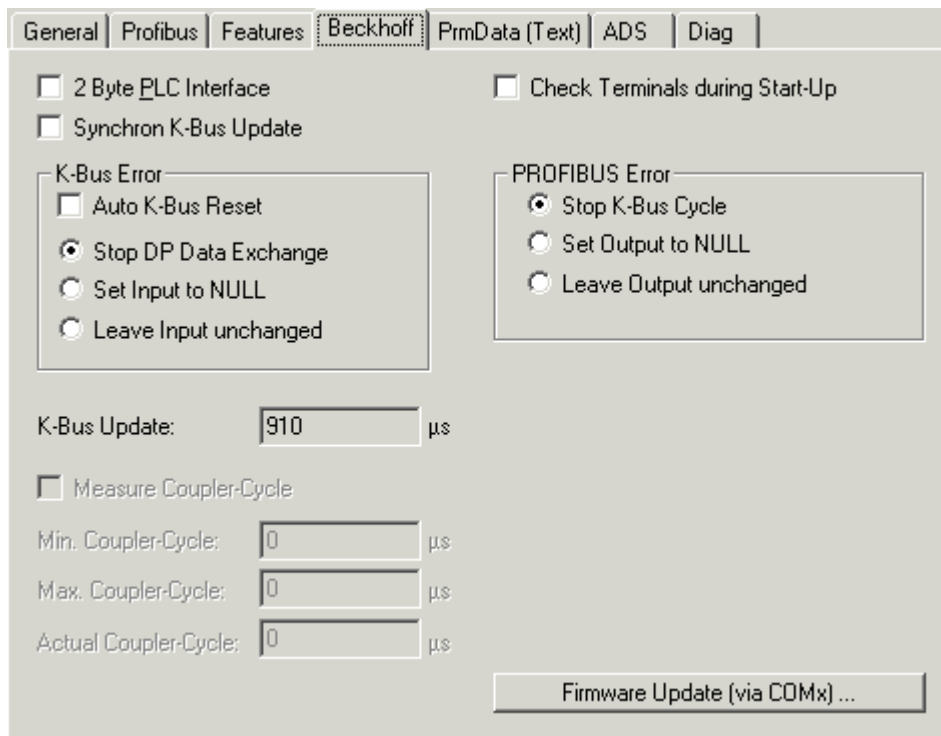 General Profibus Features Beckhoff PrmData (Text) ADS Diag
2 Byte PLC Interface
Check Terminals during Start-Up
Synchron K-Bus Update
K-Bus Error
Auto K-Bus Reset
Stop DP Data Exchange
Set Input to NULL
Leave Input unchanged
PROFIBUS Error
Stop K-Bus Cycle
Set Output to NULL
Leave Output unchanged
K-Bus Update: 910 µs
Measure Coupler-Cycle
Min. Coupler-Cycle: 0 µs
Max. Coupler-Cycle: 0 µs
Actual Coupler-Cycle: 0 µs
Firmware Update (via COMx) ...